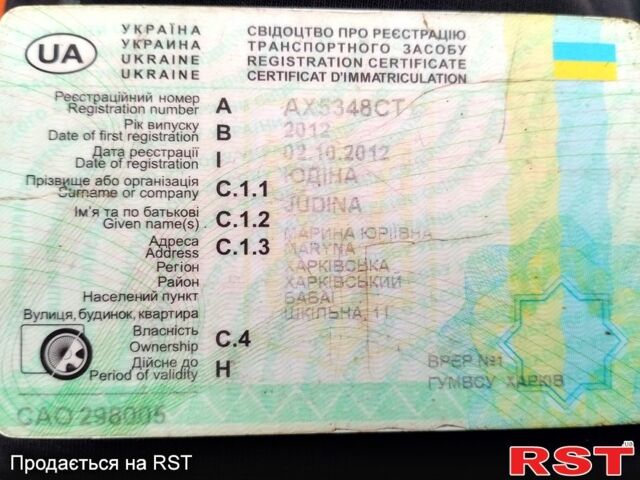 UA
УКРАЇНА
УКРАИНА
UKRAINE
UKRAINE
СВІДОЦТВО ПРО РЕЄСТРАЦІЮ
ТРАНСПОРТНОГО ЗАСОБУ
REGISTRATION CERTIFICATE
CERTIFICAT D'IMMATRICULATION
Реєстраційний номер
Registration number A AX5348CT
Рік випуску
Date of first registration B 2012
Дата реєстрації
Date of registration I 02.10.2012
Прізвище або організація
Surname or company C.1.1 ЮДІНА
JUDINA
Ім'я та по батькові
Given name(s) C.1.2 МАРИНА ЮРІЇВНА
MARYNA
Адреса
Address C.1.3
Регіон ХАРКІВСЬКА
Район ХАРКІВСЬКИЙ
Населений пункт БАБАЇ
Вулиця, будинок, квартира ШКІЛЬНА, 11
Власність
Ownership C.4
Дійсне до
Period of validity H
ВРЕР №1
ГУМВСУ ХАРКІВ
САО 298005
Продається на RST
RST